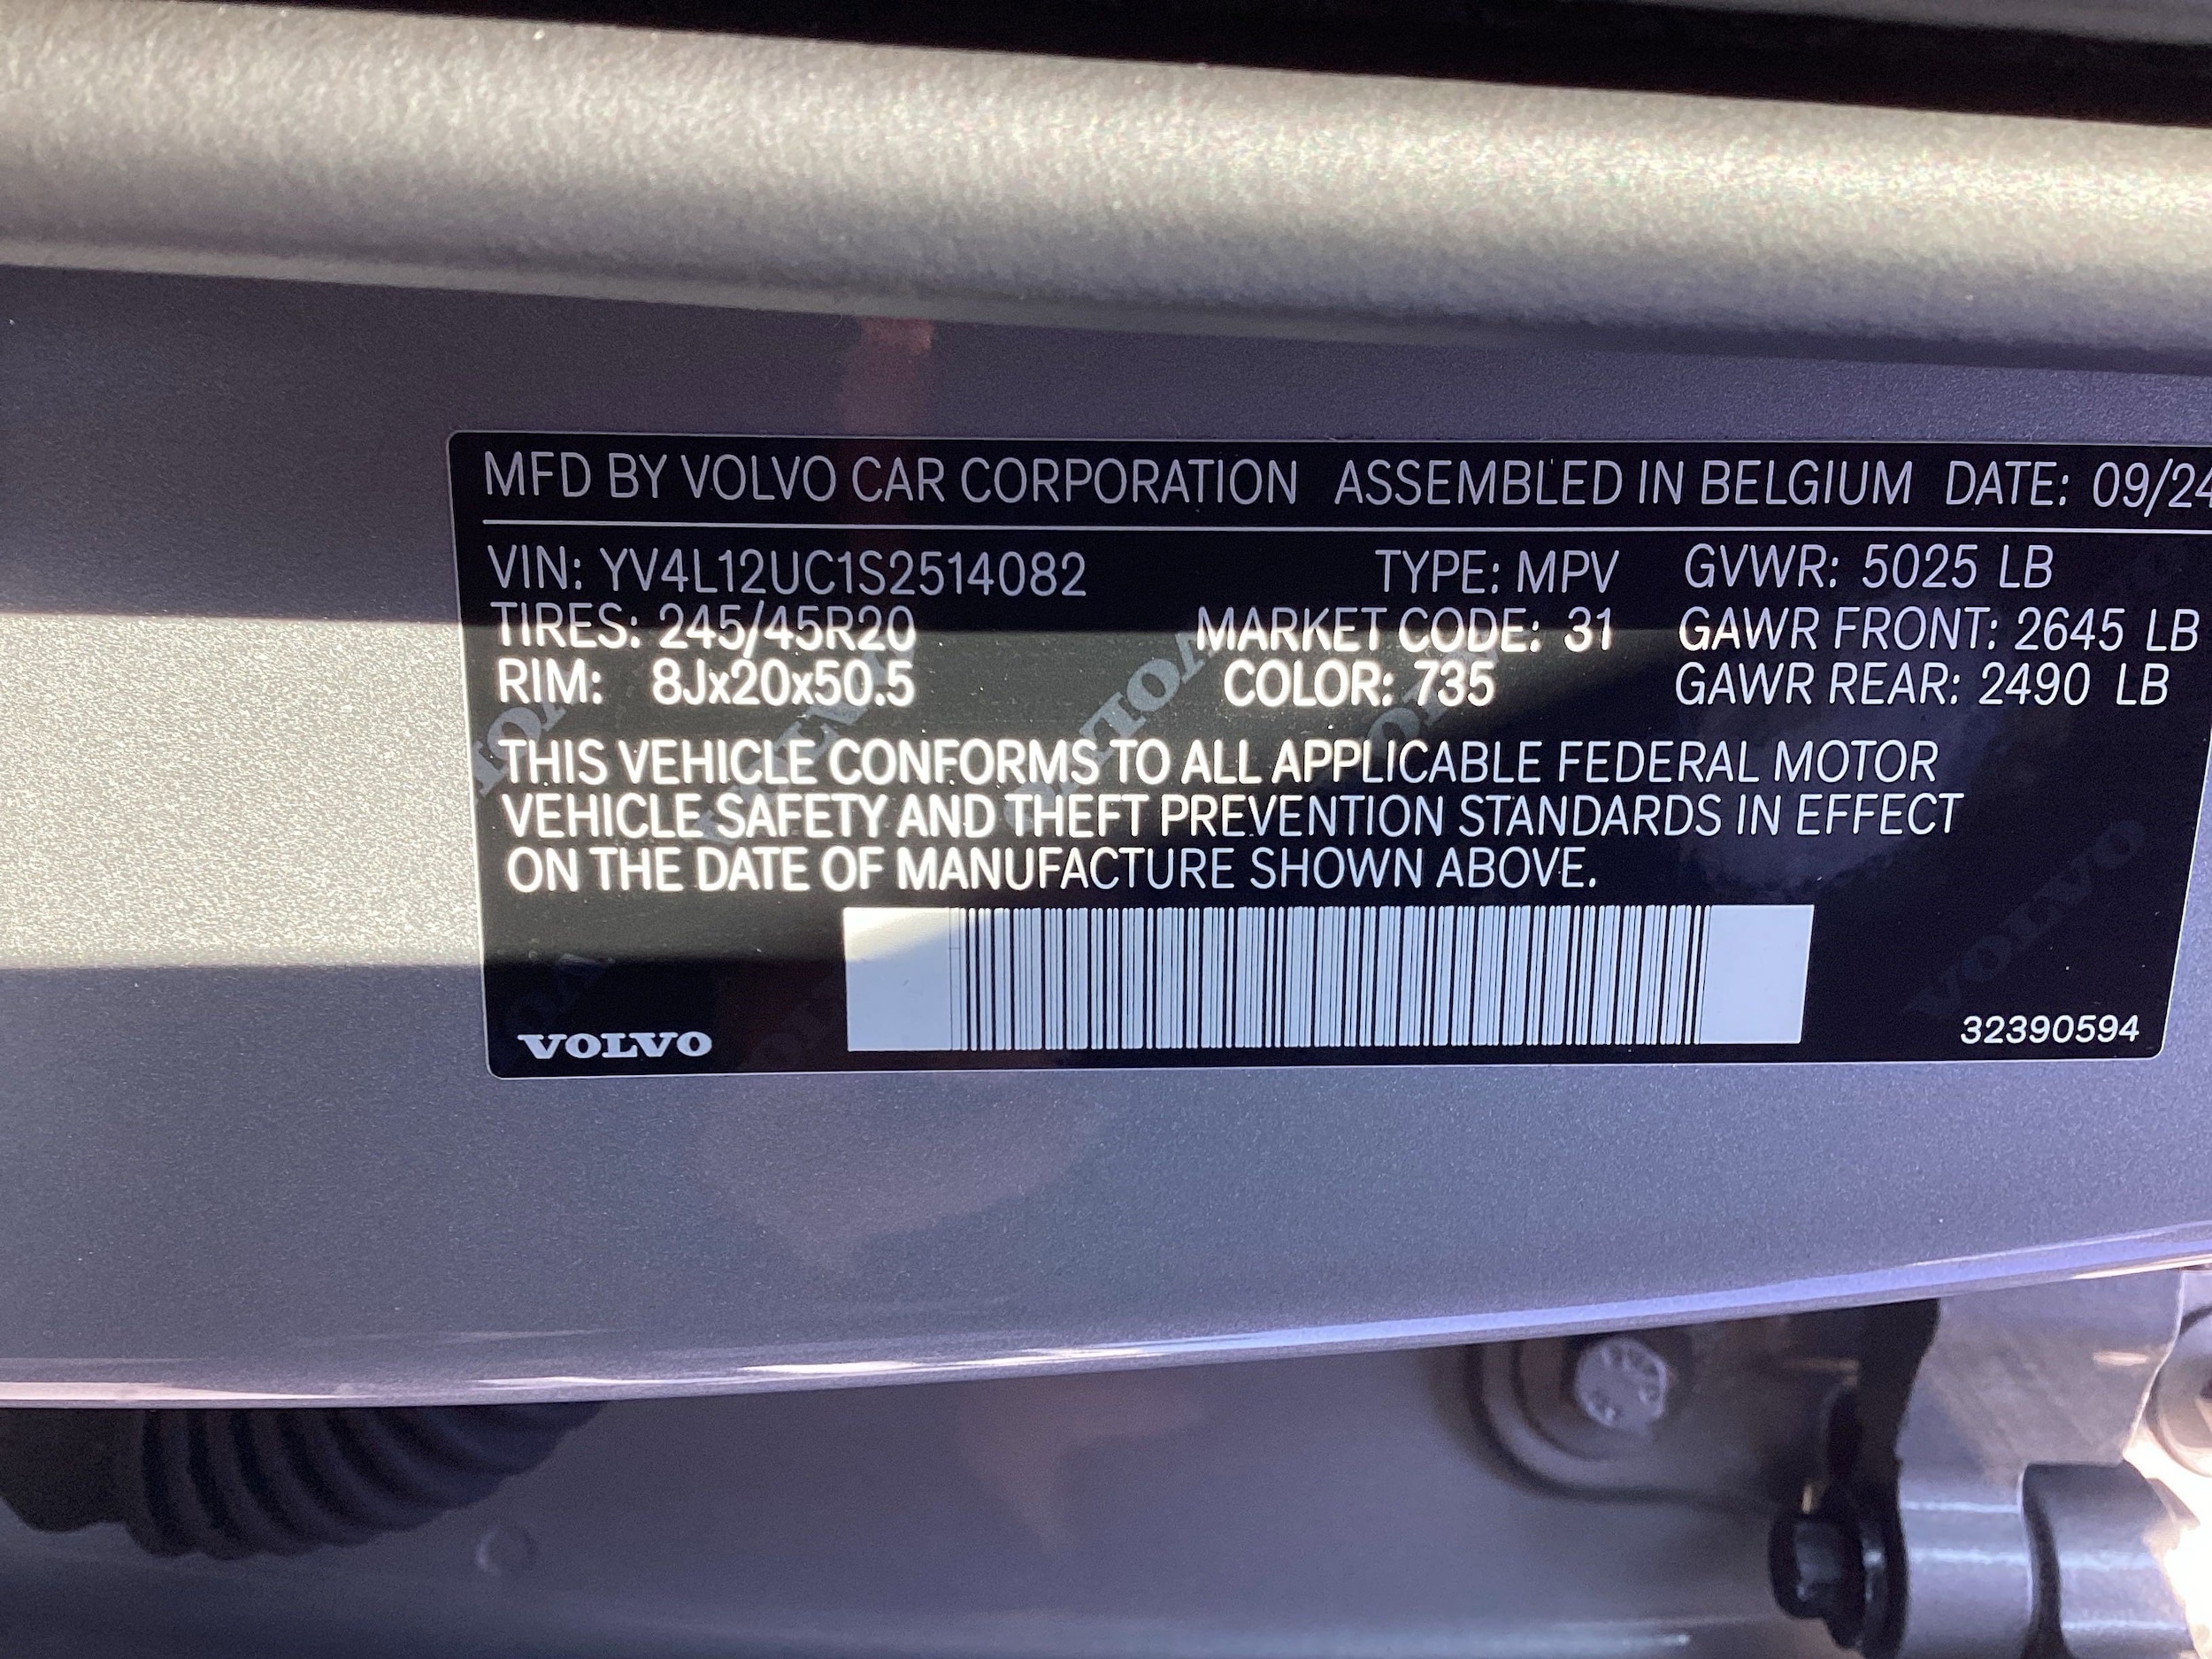 MFD BY VOLVO CAR CORPORATION ASSEMBLED IN BELGIUM DATE: 09/24
VIN: YV4L12UC1S2514082 TYPE: MPV GVWR: 5025 LB
TIRES: 245/45R20 MARKET CODE: 31 GAWR FRONT: 2645 LB
RIM: 8Jx20x50.5 COLOR: 735 GAWR REAR: 2490 LB
THIS VEHICLE CONFORMS TO ALL APPLICABLE FEDERAL MOTOR
VEHICLE SAFETY AND THEFT PREVENTION STANDARDS IN EFFECT
ON THE DATE OF MANUFACTURE SHOWN ABOVE.
VOLVO 32390594